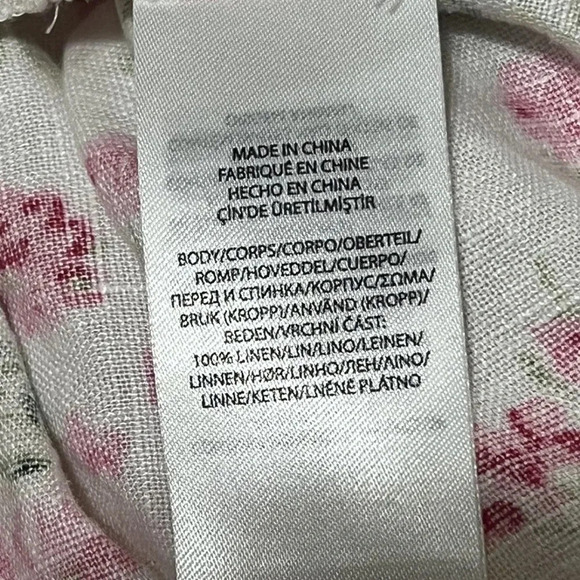 MADE IN CHINA
FABRIQUÉ EN CHINE
HECHO EN CHINA
ÇİN'DE ÜRETİLMİŞTİR
BODY/CORPS/CORPO/OBERTEIL/
ROMP/HOVEDDEL/CUERPO/
ПЕРЕД И СПИНКА/КОРПУС/ΣΩΜΑ/
BRUK (KROPP)/ANVÄND (KROPP)/
BEDEN/VRCHNÍ ČÁST:
100% LINEN/LIN/LINO/LEINEN/
LINNEN/HØR/LINHO/ЛЕН/ΛΙΝΟ/
LINNE/KETEN/LNĚNÉ PLÁTNO